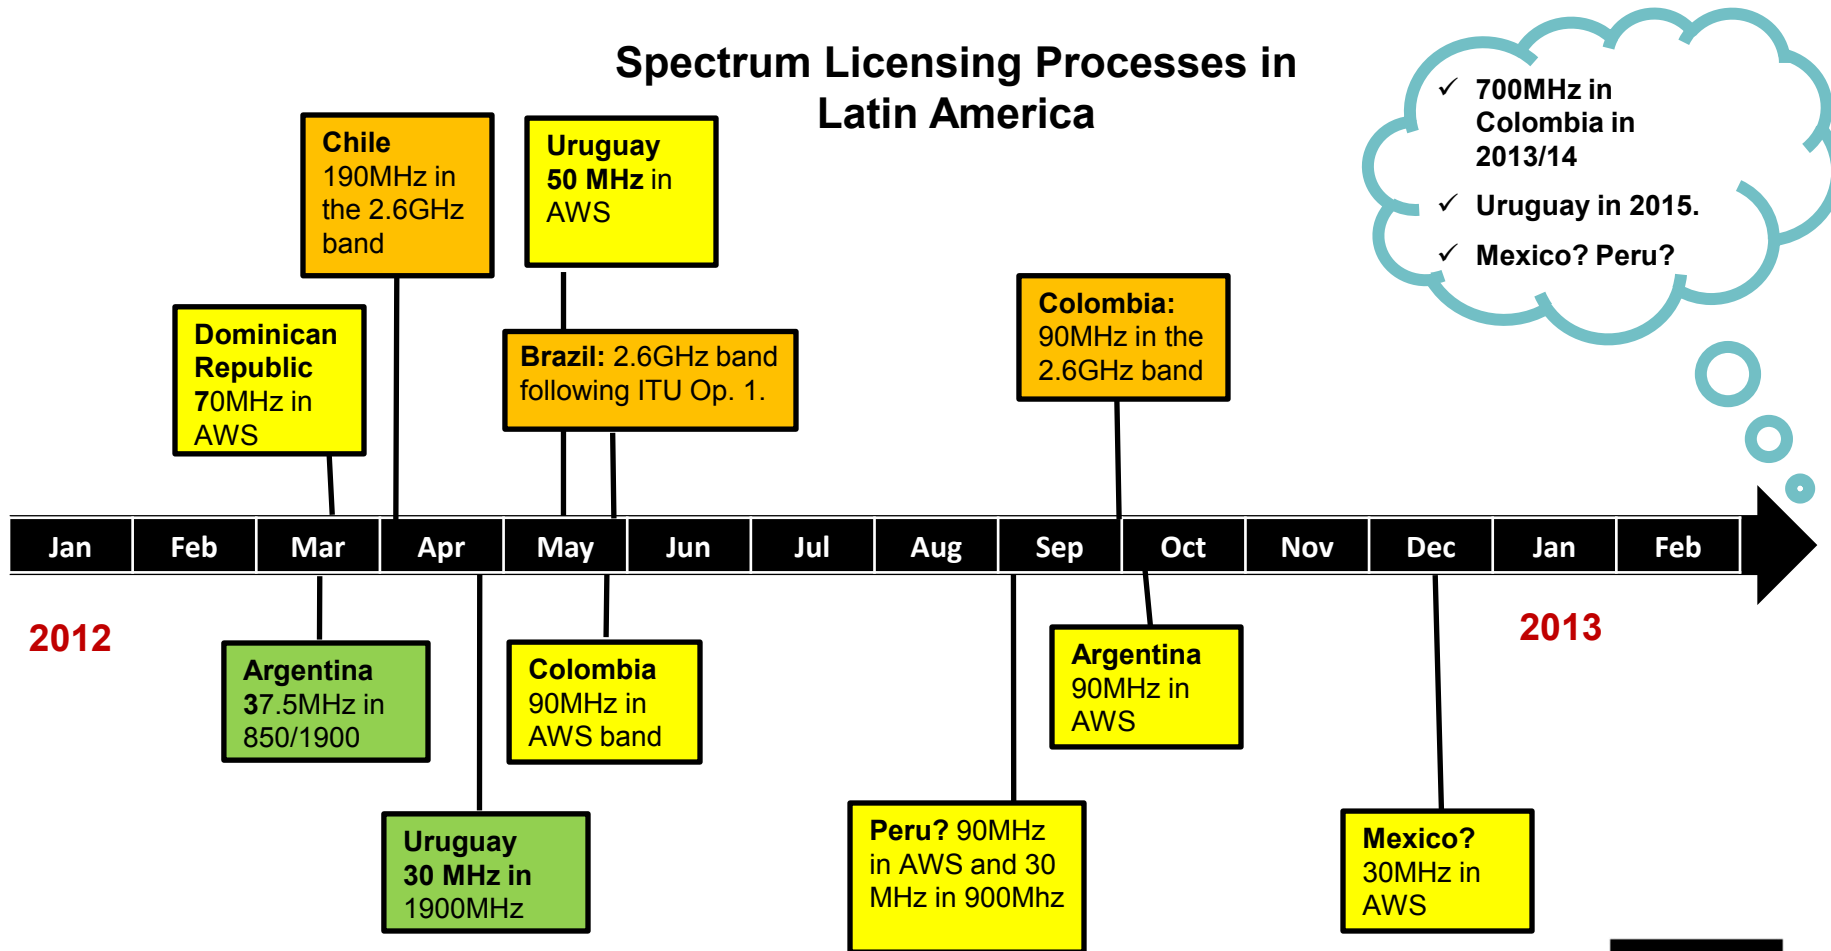 Spectrum Licensing Processes in
Latin America
✓ 700MHz in
Colombia in
2013/14
✓ Uruguay in 2015.
✓ Mexico? Peru?
Chile
190MHz in
the 2.6GHz
band
Uruguay
50 MHz in
AWS
Dominican
Republic
70MHz in
AWS
Brazil: 2.6GHz band
following ITU Op. 1.
Colombia:
90MHz in the
2.6GHz band
Jan Feb Mar Apr May Jun Jul Aug Sep Oct Nov Dec Jan Feb
2012
2013
Argentina
37.5MHz in
850/1900
Colombia
90MHz in
AWS band
Argentina
90MHz in
AWS
Uruguay
30 MHz in
1900MHz
Peru? 90MHz
in AWS and 30
MHz in 900Mhz
Mexico?
30MHz in
AWS